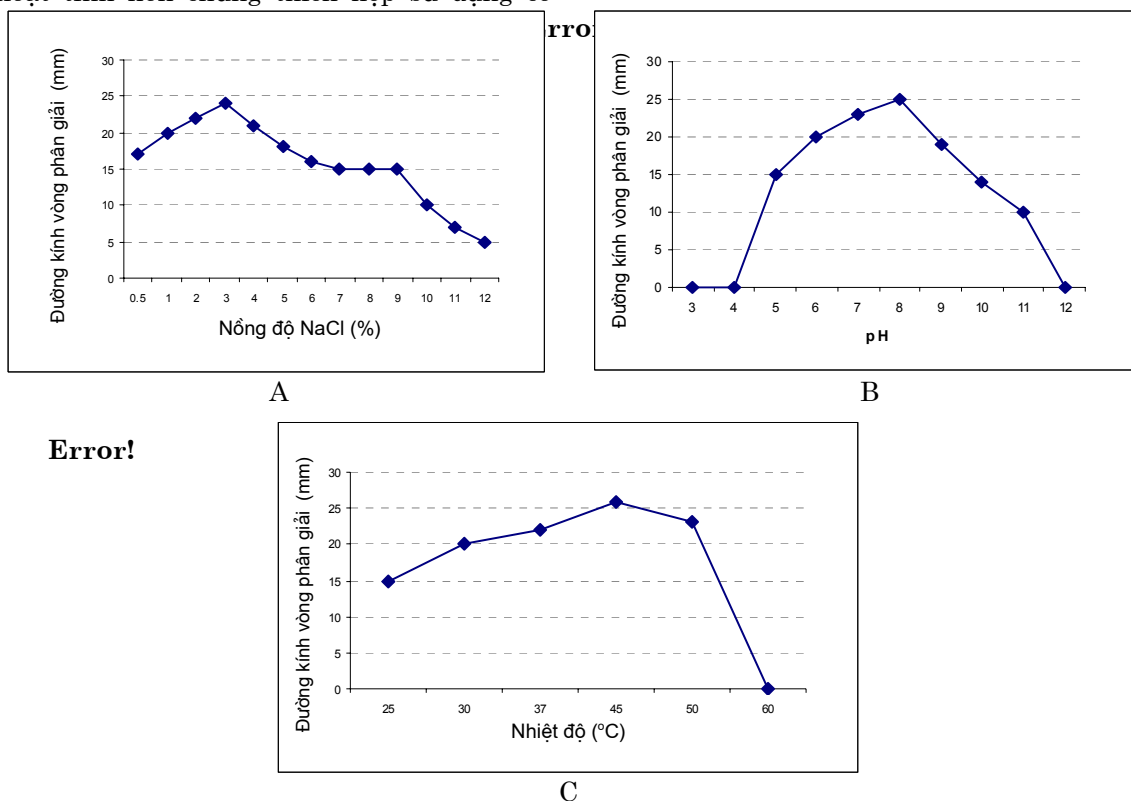 rror
Đường kính vòng phân giải (mm)
30
25
20
15
10
5
0
0.5 1 2 3 4 5 6 7 8 9 10 11 12
Nồng độ NaCl (%)
A
Đường kính vòng phân giải (mm)
30
25
20
15
10
5
0
3 4 5 6 7 8 9 10 11 12
pH
B
Error!
Đường kính vòng phân giải (mm)
30
25
20
15
10
5
0
25 30 37 45 50 60
Nhiệt độ (°C)
C